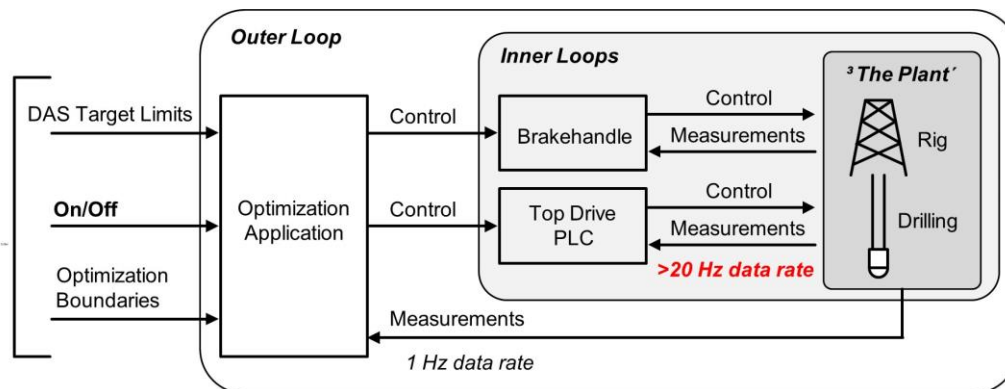 Outer Loop
Inner Loops
³ The Plant´
DAS Target Limits
Control
Brakehandle
Control
Measurements
Rig
On/Off
Optimization
Application
Control
Top Drive
PLC
Control
Measurements
Drilling
>20 Hz data rate
Optimization
Boundaries
Measurements
1 Hz data rate